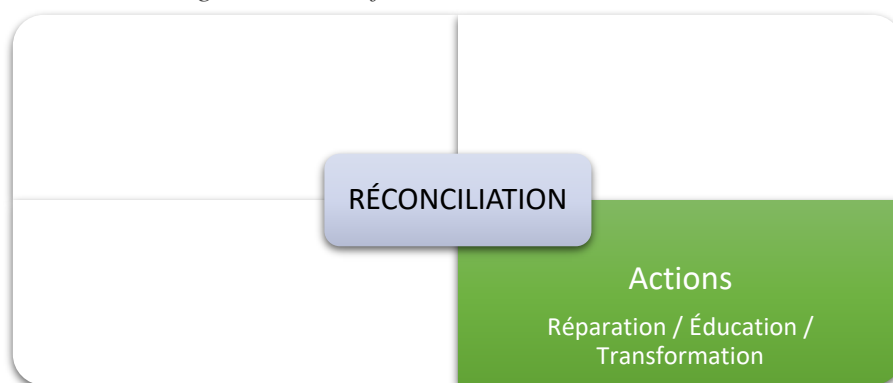 RÉCONCILIATION
Actions
Réparation / Éducation /
Transformation